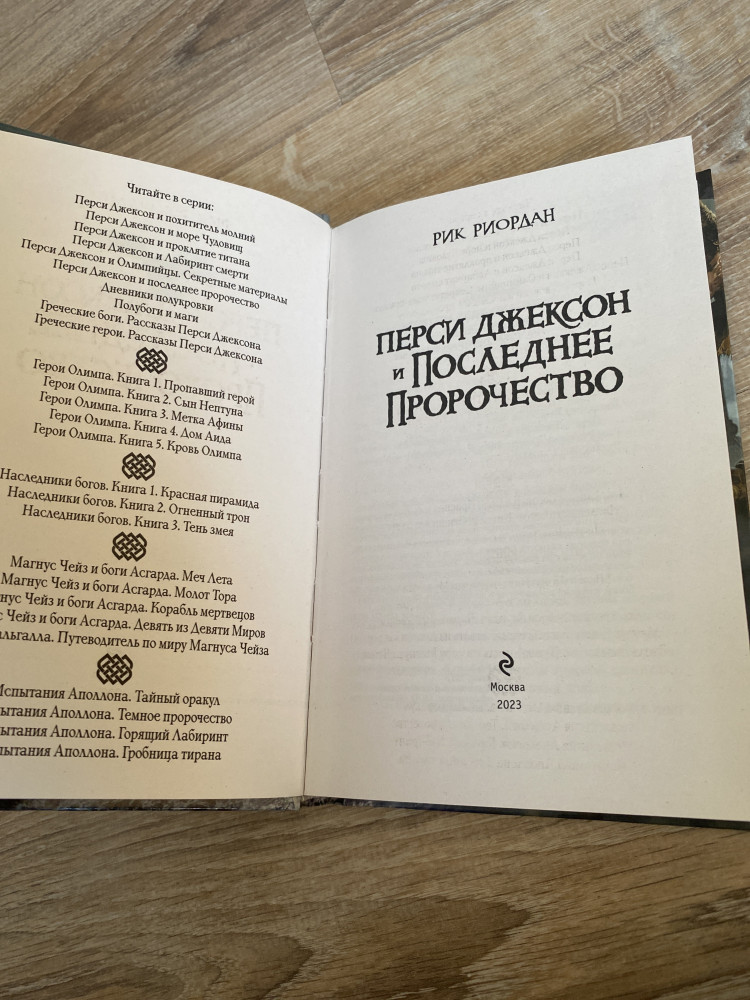 Читайте в серии:
Перси Джексон и похититель молний
Перси Джексон и море Чудовищ
Перси Джексон и проклятие титана
Перси Джексон и Лабиринт смерти
Перси Джексон и Олимпийцы. Секретные материалы
Перси Джексон и последнее пророчество
Дневники полукровки
Полубоги и маги
Греческие боги. Рассказы Перси Джексона
Греческие герои. Рассказы Перси Джексона
Герои Олимпа. Книга 1. Пропавший герой
Герои Олимпа. Книга 2. Сын Нептуна
Герои Олимпа. Книга 3. Метка Афины
Герои Олимпа. Книга 4. Дом Аида
Герои Олимпа. Книга 5. Кровь Олимпа
Наследники богов. Книга 1. Красная пирамида
Наследники богов. Книга 2. Огненный трон
Наследники богов. Книга 3. Тень змея
Магнус Чейз и боги Асгарда. Меч Лета
Магнус Чейз и боги Асгарда. Молот Тора
нус Чейз и боги Асгарда. Корабль мертвецов
с Чейз и боги Асгарда. Девять из Девяти Миров
альгалла. Путеводитель по миру Магнуса Чейза
Испытания Аполлона. Тайный оракул
ытания Аполлона. Темное пророчество
ытания Аполлона. Горящий Лабиринт
ытания Аполлона. Гробница тирана
РИК РИОРДАН
ПЕРСИ ДЖЕКСОН
И ПОСЛЕДНЕЕ
ПРОРОЧЕСТВО
Москва
2023